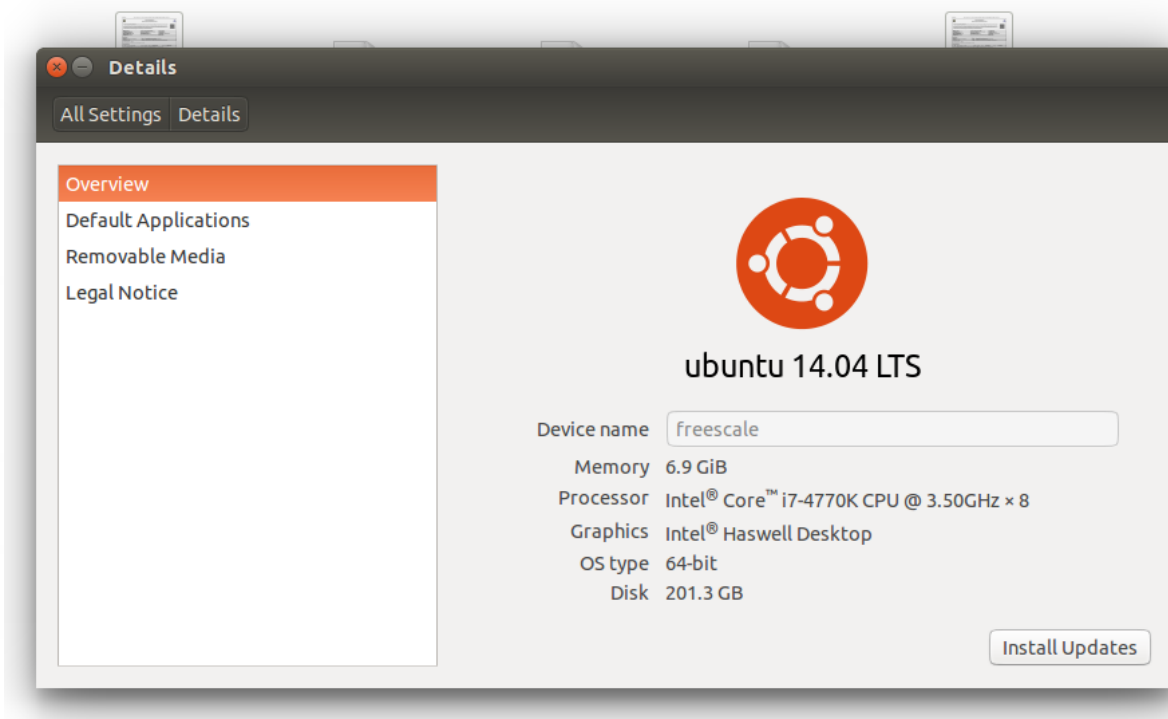 Details
All Settings Details
Overview
Default Applications
Removable Media
Legal Notice
ubuntu 14.04 LTS
Device name freescale
Memory 6.9 GiB
Processor Intel® Core™ i7-4770K CPU @ 3.50GHz × 8
Graphics Intel® Haswell Desktop
OS type 64-bit
Disk 201.3 GB
Install Updates